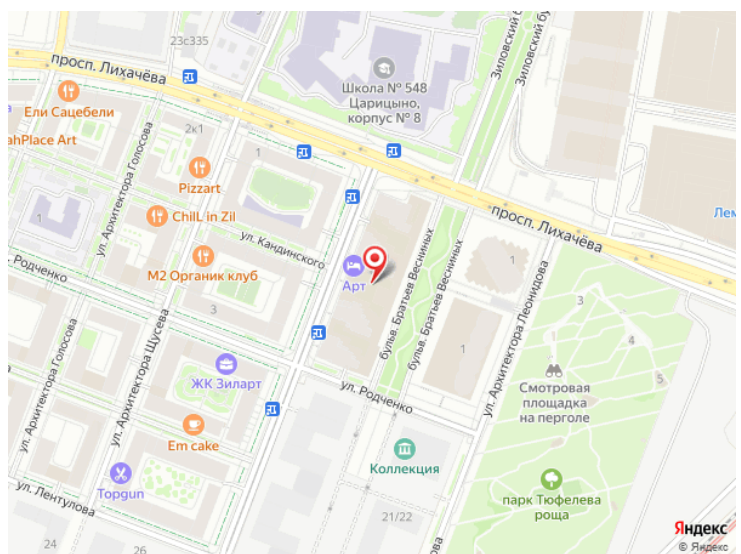 23с335
просп. Лихачёва
Школа № 548
Царицыно,
корпус № 8
Зиловский бу
Зиловский бу
Ели Сацебели
ahPlace Art
2к1
1
Pizzart
ул. Архитектора Голосова
1
ChilL in Zil
ул. Кандинского
М2 Органик клуб
Арт
бульв. Братьев Весниных
бульв. Братьев Весниных
просп. Лихачёва
Лем
Родченко
3
ул. Архитектора Леонидова
3
4
5
1
ул. Архитектора Голосова
ул. Архитектора Щусева
ЖК Зиларт
ул. Родченко
Смотровая
площадка
на перголе
Em cake
Коллекция
Topgun
ул. Лентулова
парк Тюфелева
роща
21/22
24
26
Яндекс
© Яндекс